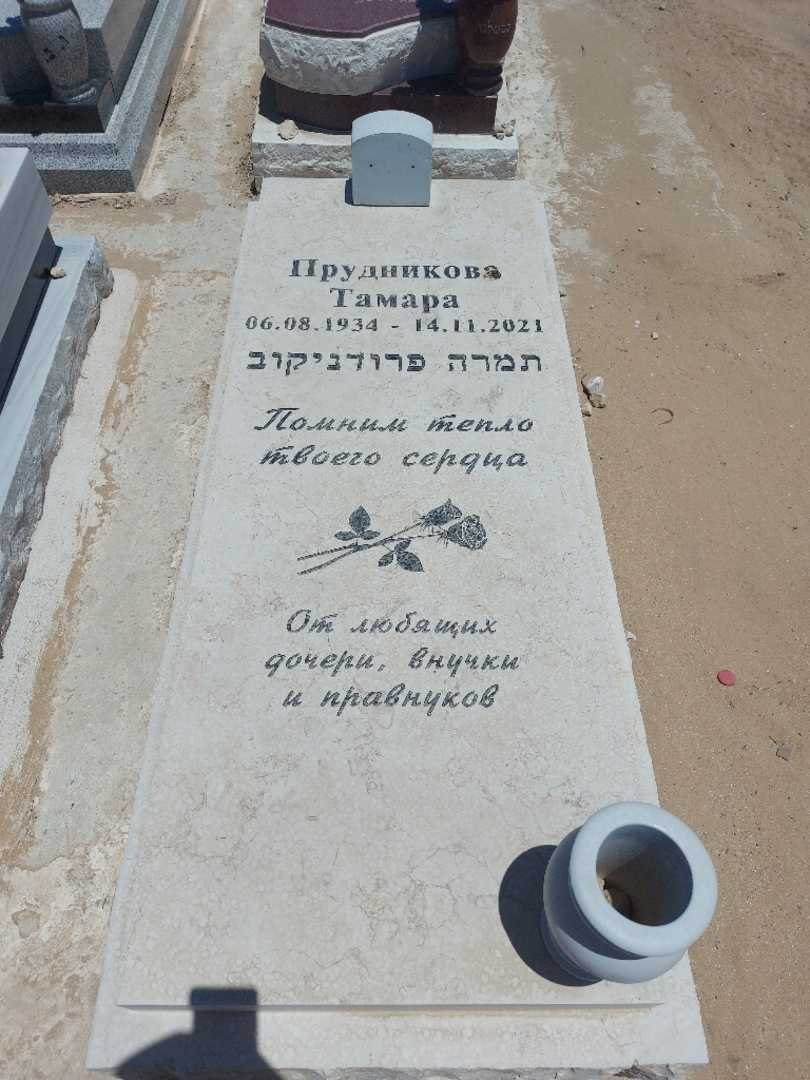 Прудникова
Тамара
06.08.1934 - 14.11.2021
תמרה פרודניקוב
Помним тепло
твоего сердца
От любящих
дочери, внучки
и правнуков